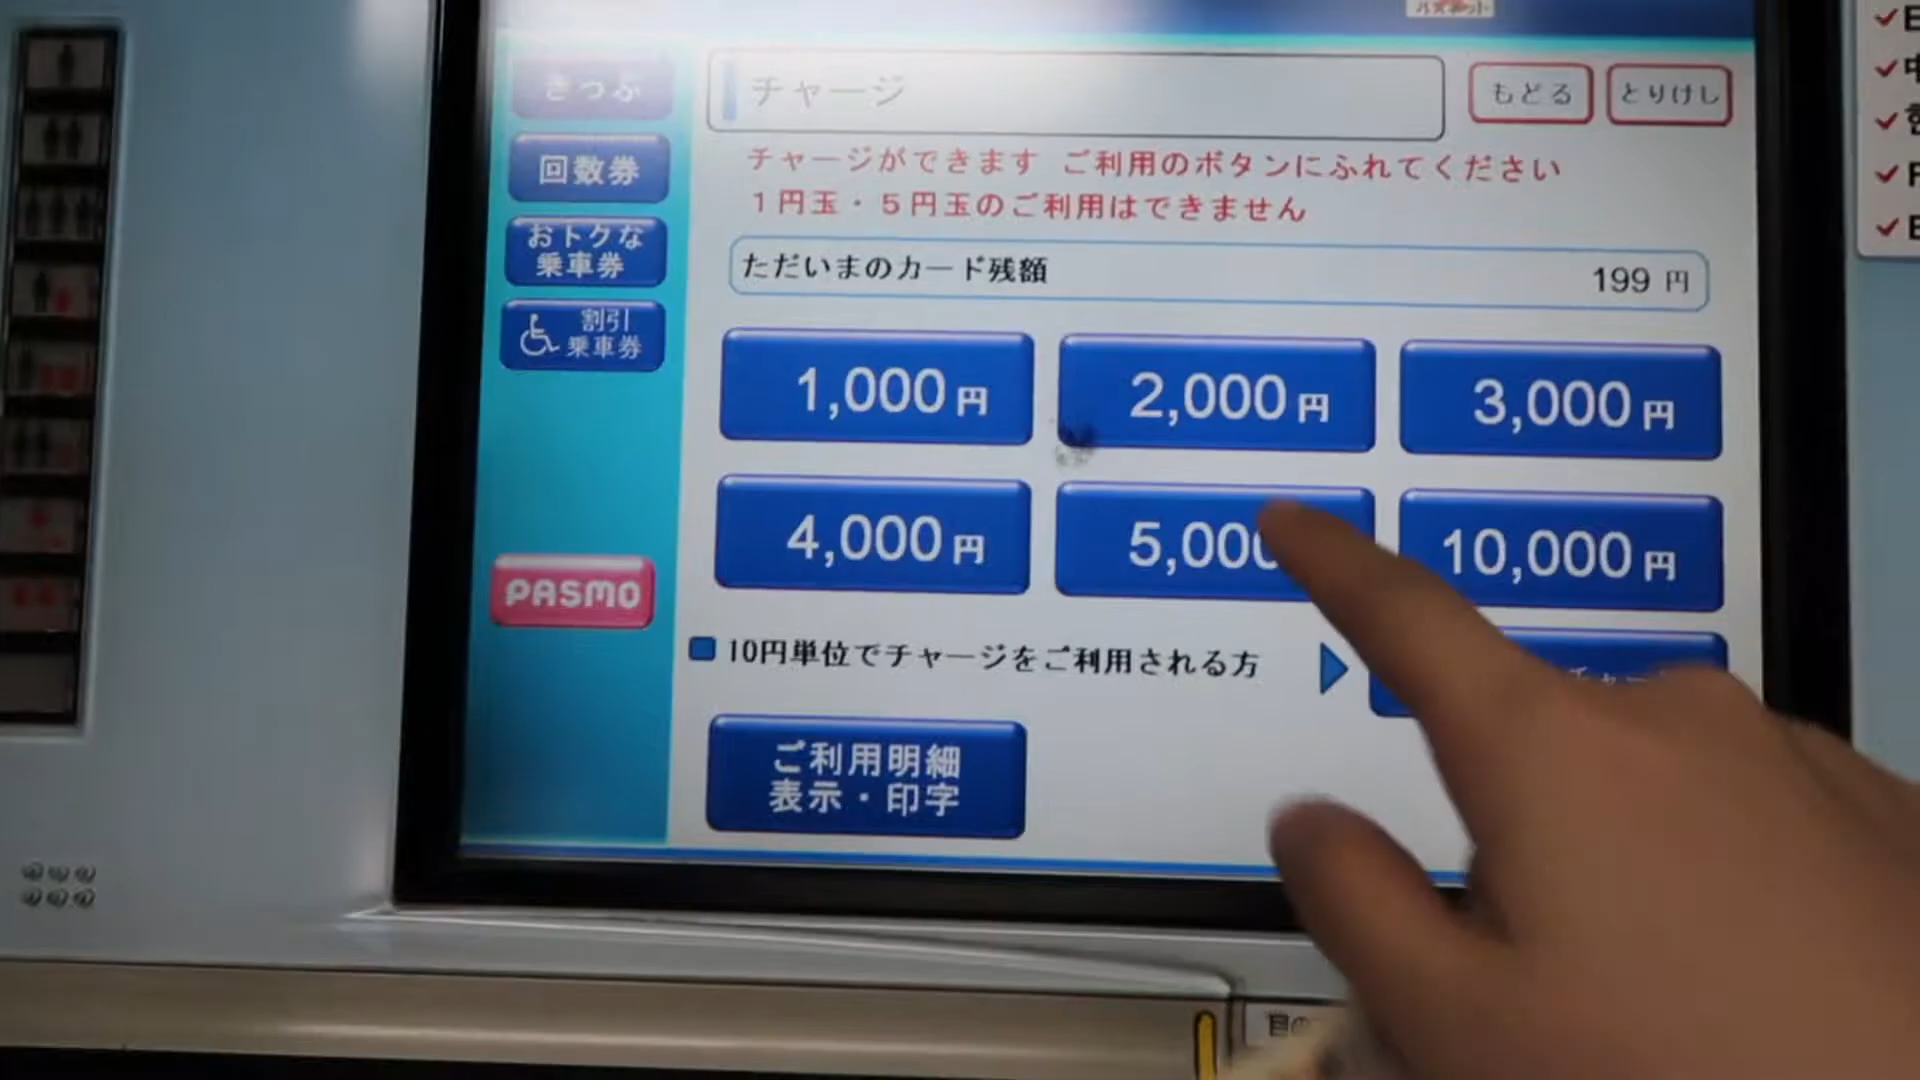 きっぷ
チャージ
もどる
とりけし
回数券
チャージができます ご利用のボタンにふれてください
1円玉・5円玉のご利用はできません
おトクな
乗車券
ただいまのカード残額
199 円
割引
乗車券
1,000円
2,000円
3,000円
4,000円
5,000
10,000円
PASMO
10円単位でチャージをご利用される方
チャー
ご利用明細
表示・印字